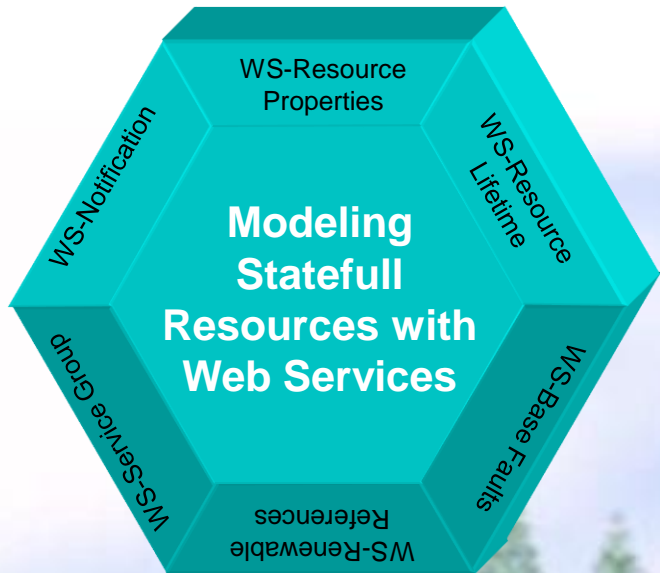 WS-Resource
Properties
WS-Resource
Lifetime
WS-Base Faults
WS-Renewable
References
WS-Service Group
WS-Notification
Modeling
Statefull
Resources with
Web Services